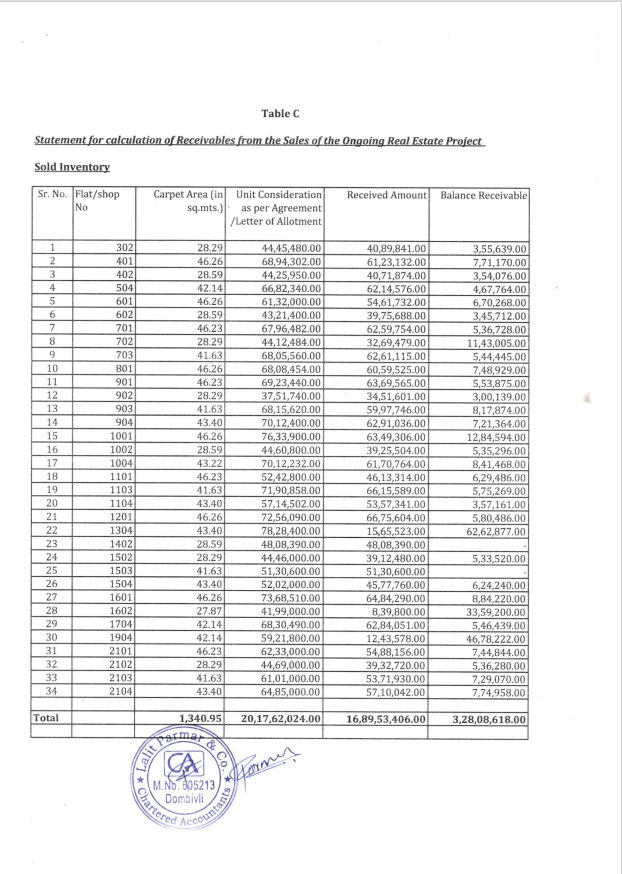 Table C
Statement for calculation of Receivables from the Sales of the Ongoing Real Estate Project
Sold Inventory
Sr. No. Flat/shop No Carpet Area (in sq.mts.) Unit Consideration as per Agreement /Letter of Allotment Received Amount Balance Receivable
1 302 28.29 44,45,480.00 40,89,841.00 3,55,639.00
2 401 46.26 68,94,302.00 61,23,132.00 7,71,170.00
3 402 28.59 44,25,950.00 40,71,874.00 3,54,076.00
4 504 42.14 66,82,340.00 62,14,576.00 4,67,764.00
5 601 46.26 61,32,000.00 54,61,732.00 6,70,268.00
6 602 28.59 43,21,400.00 39,75,688.00 3,45,712.00
7 701 46.23 67,96,482.00 62,59,754.00 5,36,728.00
8 702 28.29 44,12,484.00 32,69,479.00 11,43,005.00
9 703 41.63 68,05,560.00 62,61,115.00 5,44,445.00
10 801 46.26 68,08,454.00 60,59,525.00 7,48,929.00
11 901 46.23 69,23,440.00 63,69,565.00 5,53,875.00
12 902 28.29 37,51,740.00 34,51,601.00 3,00,139.00
13 903 41.63 68,15,620.00 59,97,746.00 8,17,874.00
14 904 43.40 70,12,400.00 62,91,036.00 7,21,364.00
15 1001 46.26 76,33,900.00 63,49,306.00 12,84,594.00
16 1002 28.59 44,60,800.00 39,25,504.00 5,35,296.00
17 1004 43.22 70,12,232.00 61,70,764.00 8,41,468.00
18 1101 46.23 52,42,800.00 46,13,314.00 6,29,486.00
19 1103 41.63 71,90,858.00 66,15,589.00 5,75,269.00
20 1104 43.40 57,14,502.00 53,57,341.00 3,57,161.00
21 1201 46.26 72,56,090.00 66,75,604.00 5,80,486.00
22 1304 43.40 78,28,400.00 15,65,523.00 62,62,877.00
23 1402 28.59 48,08,390.00 48,08,390.00 -
24 1502 28.29 44,46,000.00 39,12,480.00 5,33,520.00
25 1503 41.63 51,30,600.00 51,30,600.00 -
26 1504 43.40 52,02,000.00 45,77,760.00 6,24,240.00
27 1601 46.26 73,68,510.00 64,84,290.00 8,84,220.00
28 1602 27.87 41,99,000.00 8,39,800.00 33,59,200.00
29 1704 42.14 68,30,490.00 62,84,051.00 5,46,439.00
30 1904 42.14 59,21,800.00 12,43,578.00 46,78,222.00
31 2101 46.23 62,33,000.00 54,88,156.00 7,44,844.00
32 2102 28.29 44,69,000.00 39,32,720.00 5,36,280.00
33 2103 41.63 61,01,000.00 53,71,930.00 7,29,070.00
34 2104 43.40 64,85,000.00 57,10,042.00 7,74,958.00
Total 1,340.95 20,17,62,024.00 16,89,53,406.00 3,28,08,618.00
Lalit Parmar & Co.
CA
M.No. 605213
Dombivli
Chartered Accountants